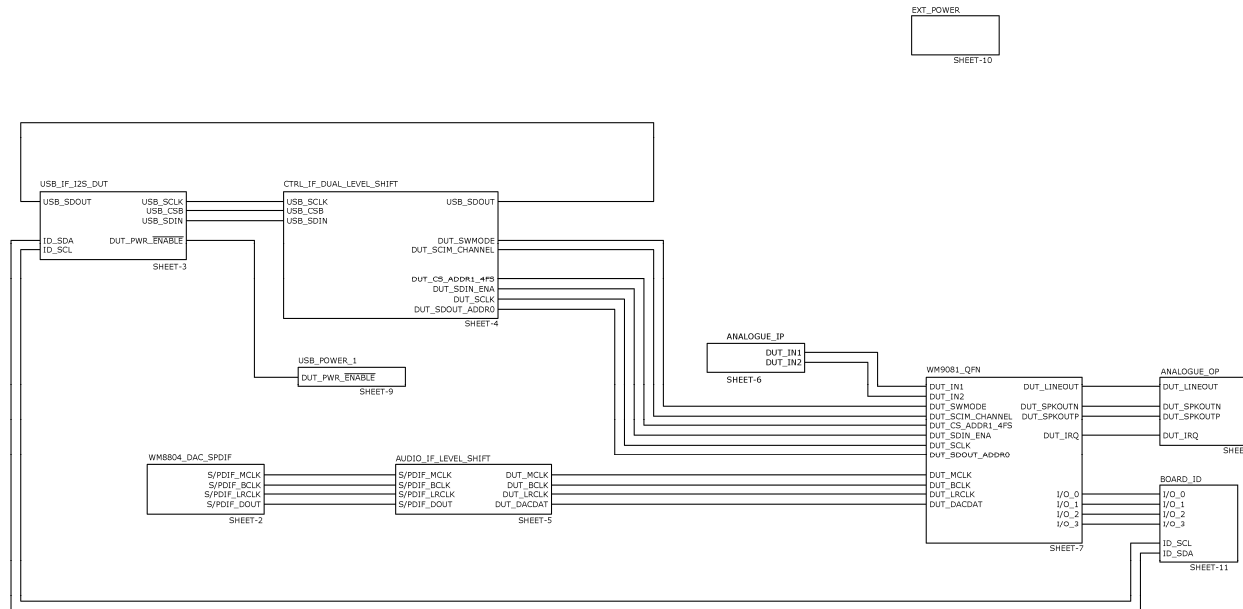 EXT_POWER
SHEET-10
USB_IF_I2S_DUT
USB_SDOUT
USB_SCLK
USB_CSB
USB_SDIN
ID_SDA
ID_SCL
DUT_PWR_ENABLE
SHEET-3
CTRL_IF_DUAL_LEVEL_SHIFT
USB_SCLK
USB_CSB
USB_SDIN
USB_SDOUT
DUT_SWMODE
DUT_SCIM_CHANNEL
DUT_CS_ADDR1_4FS
DUT_SDIN_ENA
DUT_SCLK
DUT_SDOUT_ADDR0
SHEET-4
USB_POWER_1
DUT_PWR_ENABLE
SHEET-9
ANALOGUE_IP
DUT_IN1
DUT_IN2
SHEET-6
WM9081_QFN
DUT_IN1
DUT_IN2
DUT_SWMODE
DUT_SCIM_CHANNEL
DUT_CS_ADDR1_4FS
DUT_SDIN_ENA
DUT_SCLK
DUT_SDOUT_ADDR0
DUT_MCLK
DUT_BCLK
DUT_LRCLK
DUT_DACDAT
DUT_LINEOUT
DUT_SPKOUTN
DUT_SPKOUTP
DUT_IRQ
I/O_0
I/O_1
I/O_2
I/O_3
SHEET-7
ANALOGUE_OP
DUT_LINEOUT
DUT_SPKOUTN
DUT_SPKOUTP
DUT_IRQ
SHEE
WM8804_DAC_SPDIF
S/PDIF_MCLK
S/PDIF_BCLK
S/PDIF_LRCLK
S/PDIF_DOUT
SHEET-2
AUDIO_IF_LEVEL_SHIFT
S/PDIF_MCLK
S/PDIF_BCLK
S/PDIF_LRCLK
S/PDIF_DOUT
DUT_MCLK
DUT_BCLK
DUT_LRCLK
DUT_DACDAT
SHEET-5
BOARD_ID
I/O_0
I/O_1
I/O_2
I/O_3
ID_SCL
ID_SDA
SHEET-11